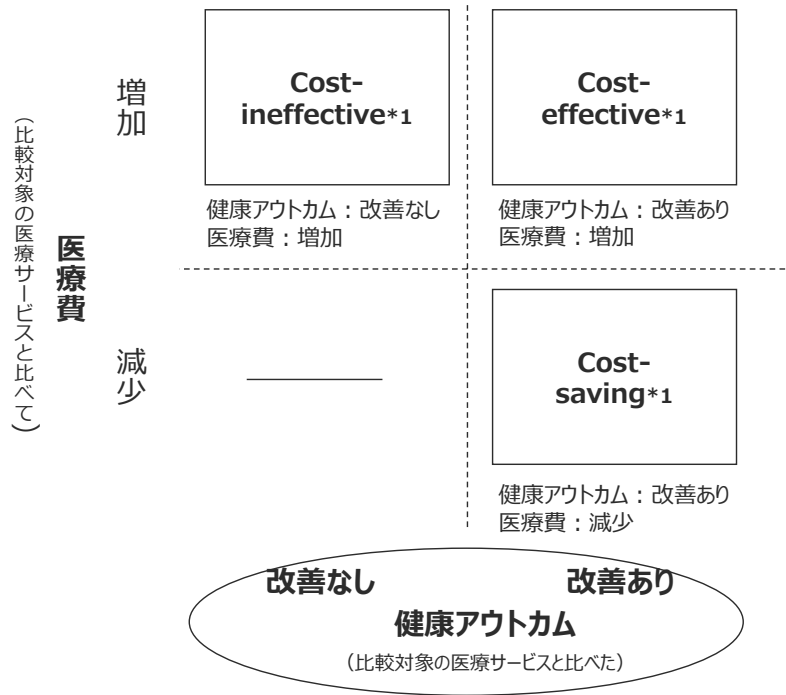 （比較対象の医療サービスと比べて）
医療費
増加
Cost-
ineffective*1
健康アウトカム：改善なし
医療費：増加
Cost-
effective*1
健康アウトカム：改善あり
医療費：増加
減少
Cost-
saving*1
健康アウトカム：改善あり
医療費：減少
改善なし
改善あり
健康アウトカム
（比較対象の医療サービスと比べた）